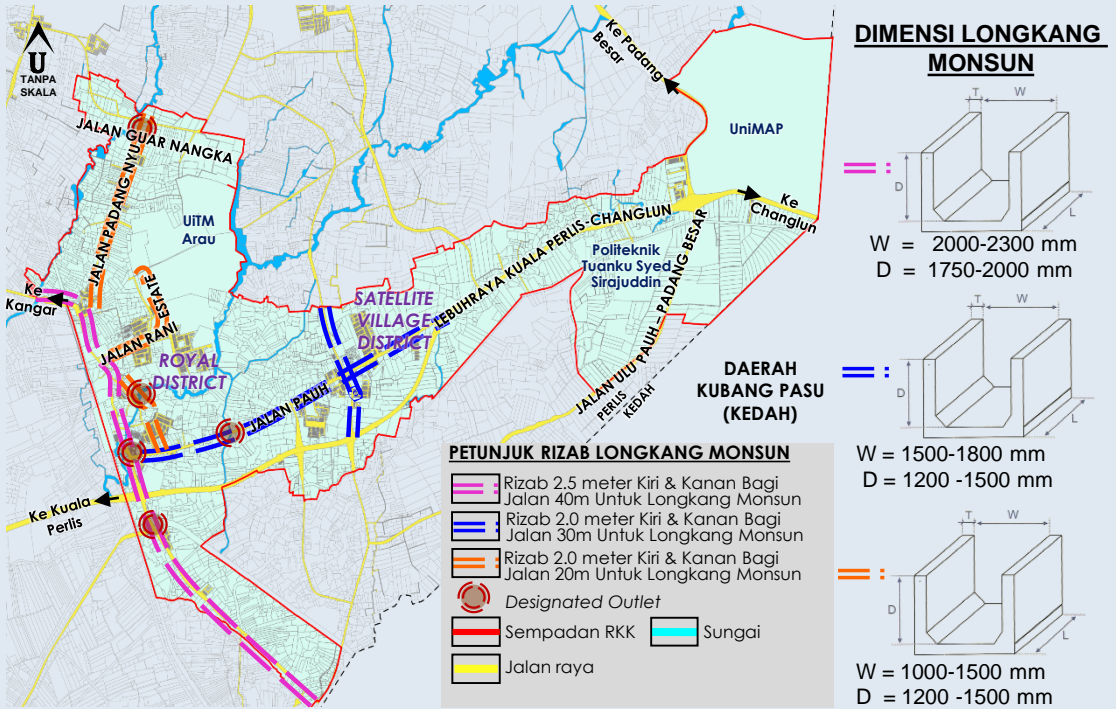 U
TANPA
SKALA
Ke Padang
Besar
UniMAP
JALAN GUAR NANGKA
JALAN PADANG NYU
UiTM
Arau
Ke
Changlun
LEBUHRAYA KUALA PERLIS-CHANGLUN
Politeknik
Tuanku Syed
Sirajuddin
JALAN ULU PAUH – PADANG BESAR
Ke
Kangar
JALAN RANI
ESTATE
SATELLITE
VILLAGE
DISTRICT
ROYAL
DISTRICT
JALAN PAUH
PERLIS
KEDAH
DAERAH
KUBANG PASU
(KEDAH)
Ke Kuala
Perlis
PETUNJUK RIZAB LONGKANG MONSUN
Rizab 2.5 meter Kiri & Kanan Bagi
Jalan 40m Untuk Longkang Monsun
Rizab 2.0 meter Kiri & Kanan Bagi
Jalan 30m Untuk Longkang Monsun
Rizab 2.0 meter Kiri & Kanan Bagi
Jalan 20m Untuk Longkang Monsun
Designated Outlet
Sempadan RKK
Sungai
Jalan raya
DIMENSI LONGKANG
MONSUN
T
W
D
L
:
W = 2000-2300 mm
D = 1750-2000 mm
T
W
D
L
:
W = 1500-1800 mm
D = 1200 -1500 mm
T
W
D
L
:
W = 1000-1500 mm
D = 1200 -1500 mm